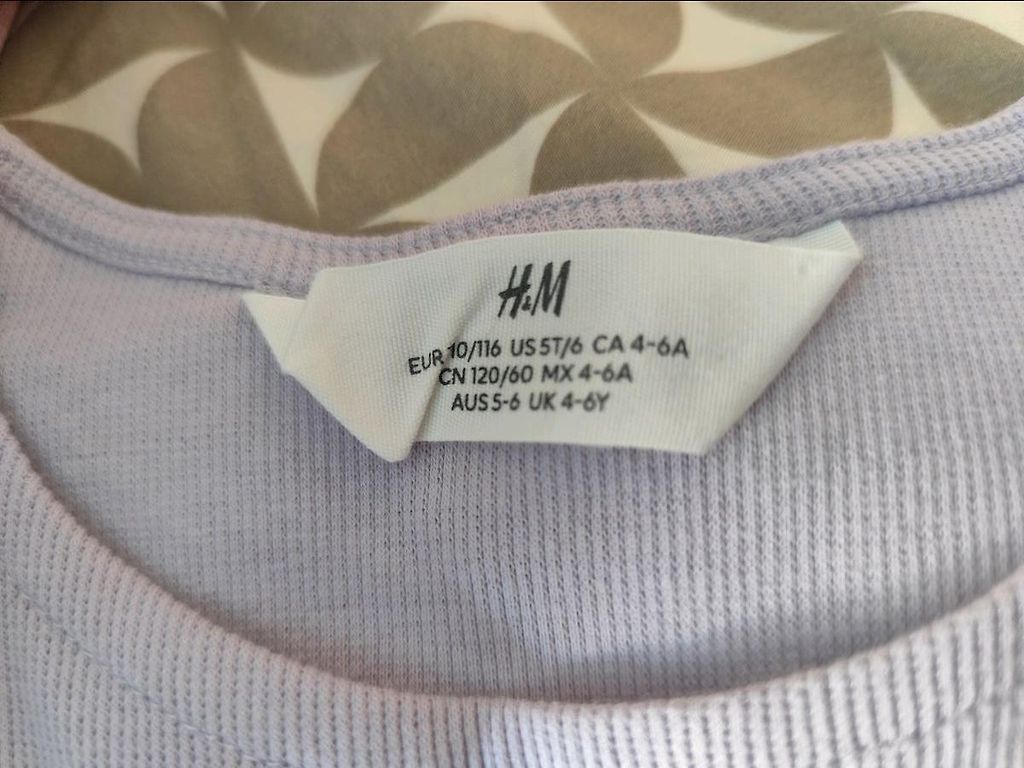 H&M
EUR 10/116 US 5T/6 CA 4-6A
CN 120/60 MX 4-6A
AUS 5-6 UK 4-6Y